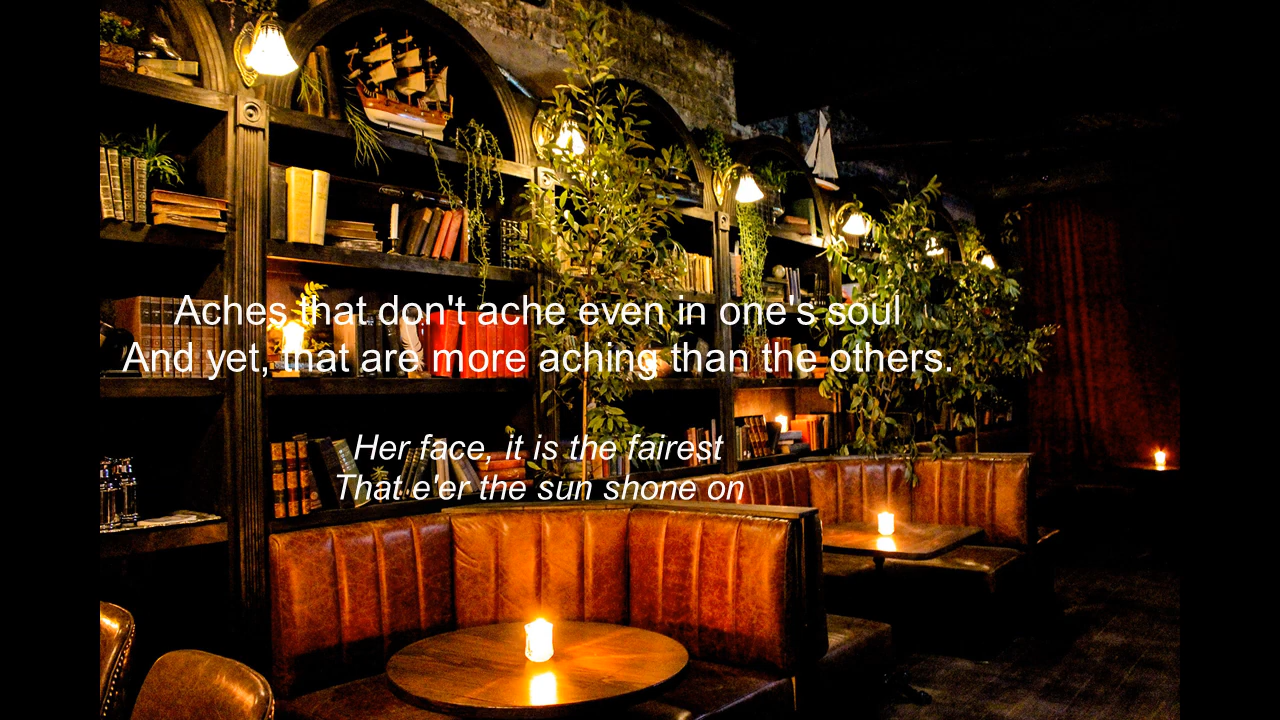 Aches that don't ache even in one's soul
And yet, that are more aching than the others.
Her face, it is the fairest
That e'er the sun shone on